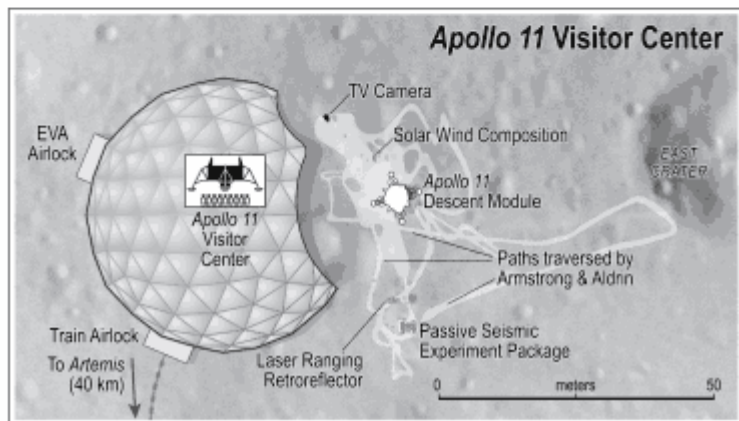 Apollo 11 Visitor Center
TV Camera
EVA
Airlock
Solar Wind Composition
EAST
CRATER
Apollo 11
Descent Module
Apollo 11
Visitor
Center
Paths traversed by
Armstrong & Aldrin
Train Airlock
To Artemis
(40 km)
Laser Ranging
Retroreflector
Passive Seismic
Experiment Package
0 meters 50